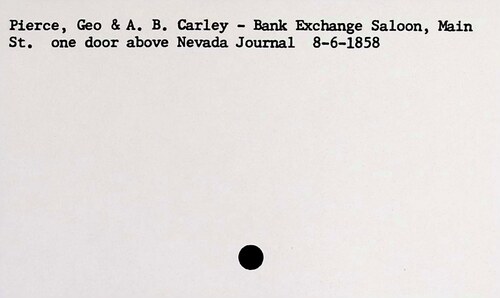 Pierce, Geo & A. B. Carley - Bank Exchange Saloon, Main
St. one door above Nevada Journal 8-6-1858